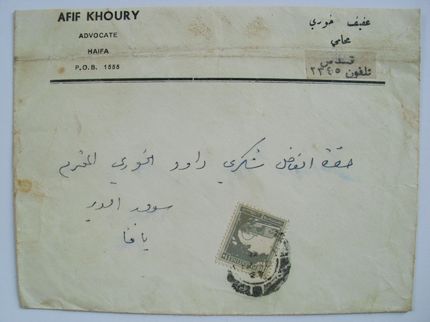 AFIF KHOURY
ADVOCATE
HAIFA
P.O.B. 1555
عفيف خوري
محامي
قدس
تلفون ٢٣٤٥
حضرة الفاضل شكري داود الخوري المحترم
سوق الدير
يافا